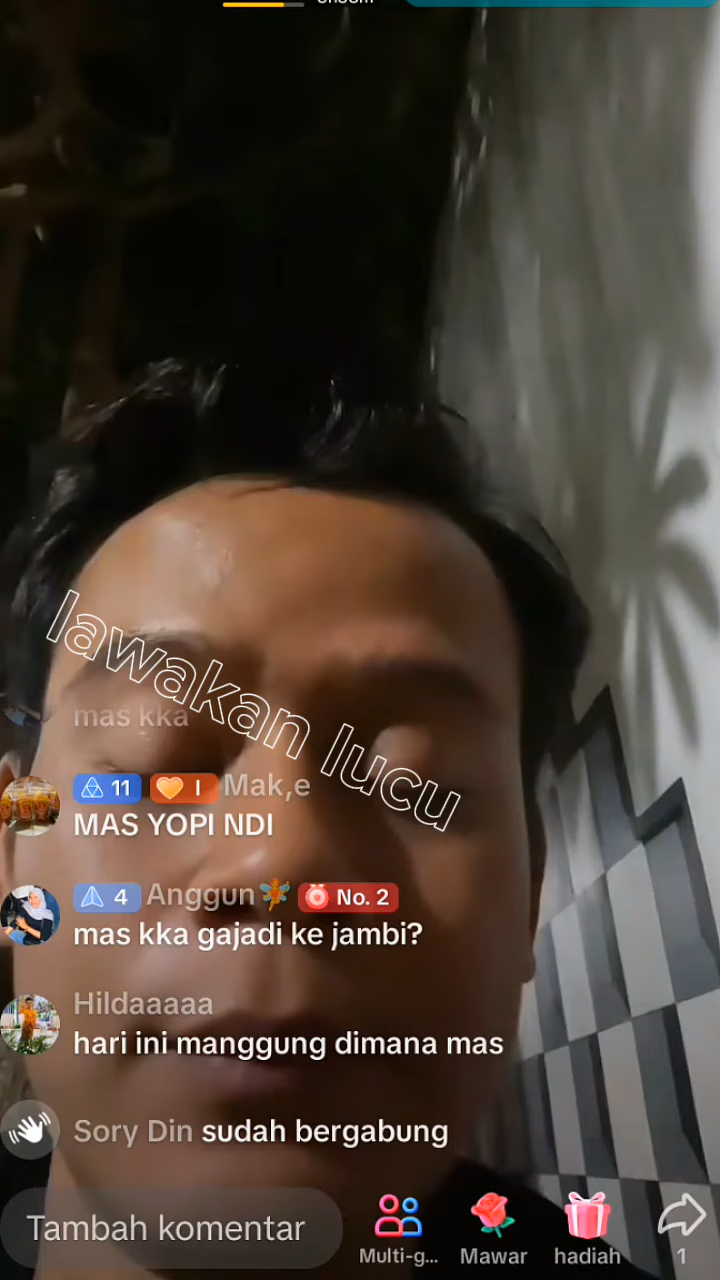 lawakan lucu
mas kka
11 I Mak,e
MAS YOPI NDI
4 Anggun No. 2
mas kka gajadi ke jambi?
Hildaaaaa
hari ini manggung dimana mas
Sory Din sudah bergabung
Tambah komentar
Multi-g... Mawar hadiah 1